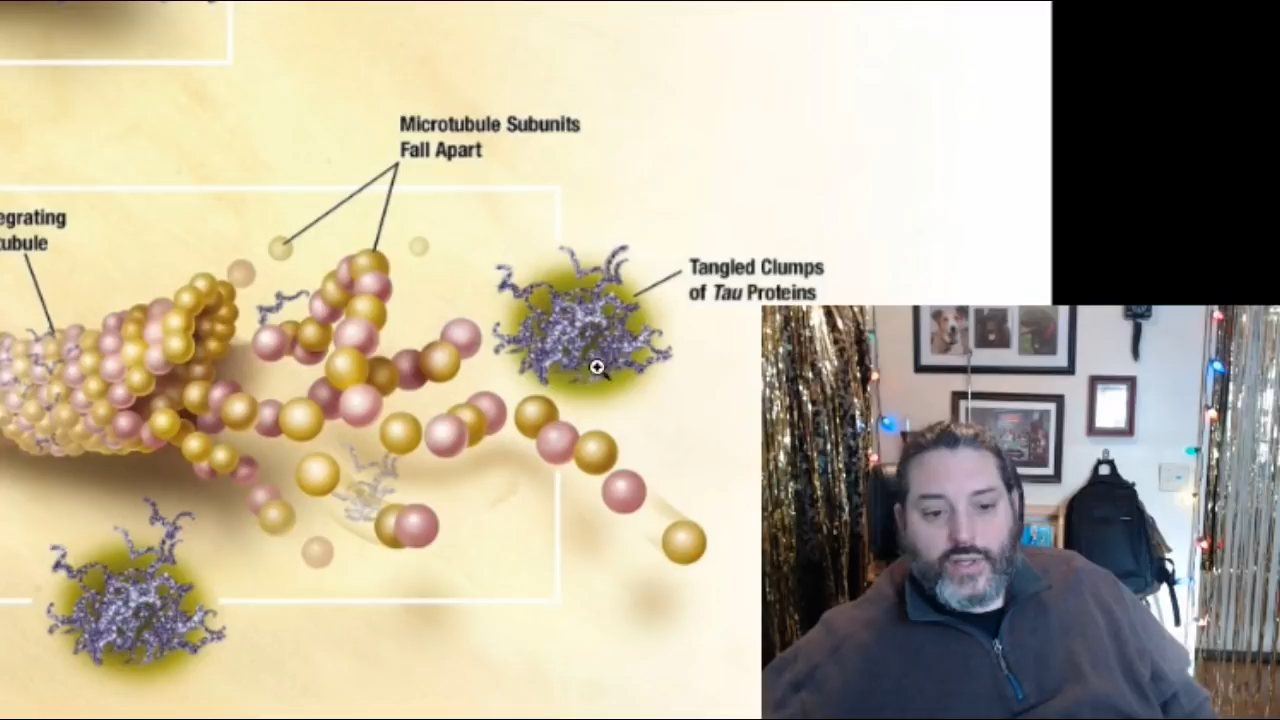 Microtubule Subunits
Fall Apart
egrating
tubule
Tangled Clumps
of Tau Proteins